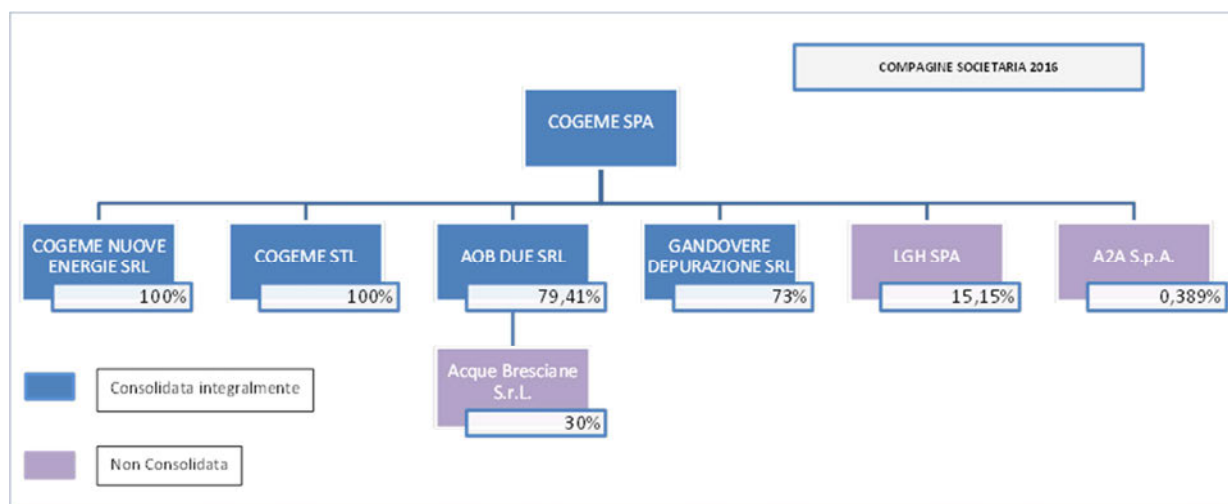 COMPAGINE SOCIETARIA 2016
COGEME SPA
COGEME NUOVE
ENERGIE SRL
100%
COGEME STL
100%
AOB DUE SRL
79,41%
GANDOVERE
DEPURAZIONE SRL
73%
LGH SPA
15,15%
A2A S.p.A.
0,389%
Acque Bresciane
S.r.L.
30%
Consolidata integralmente
Non Consolidata